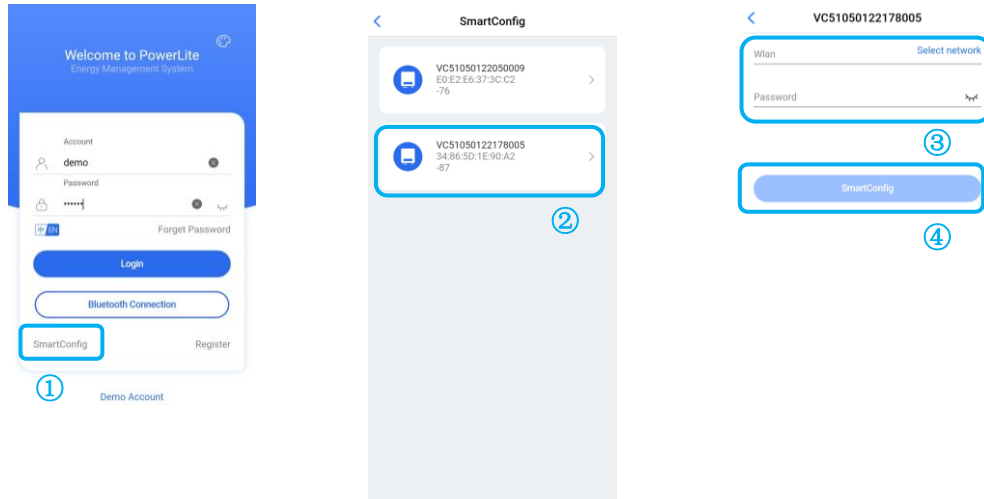 Welcome to PowerLite
Energy Management System
Account
demo
Password
••••••
中 EN
Forget Password
Login
Bluetooth Connection
SmartConfig
Register
①
Demo Account
SmartConfig
VC51050122050009
E0:E2:E6:37:3C:C2
-76
VC51050122178005
34:86:5D:1E:90:A2
-87
②
VC51050122178005
Wlan
Select network
Password
③
SmartConfig
④